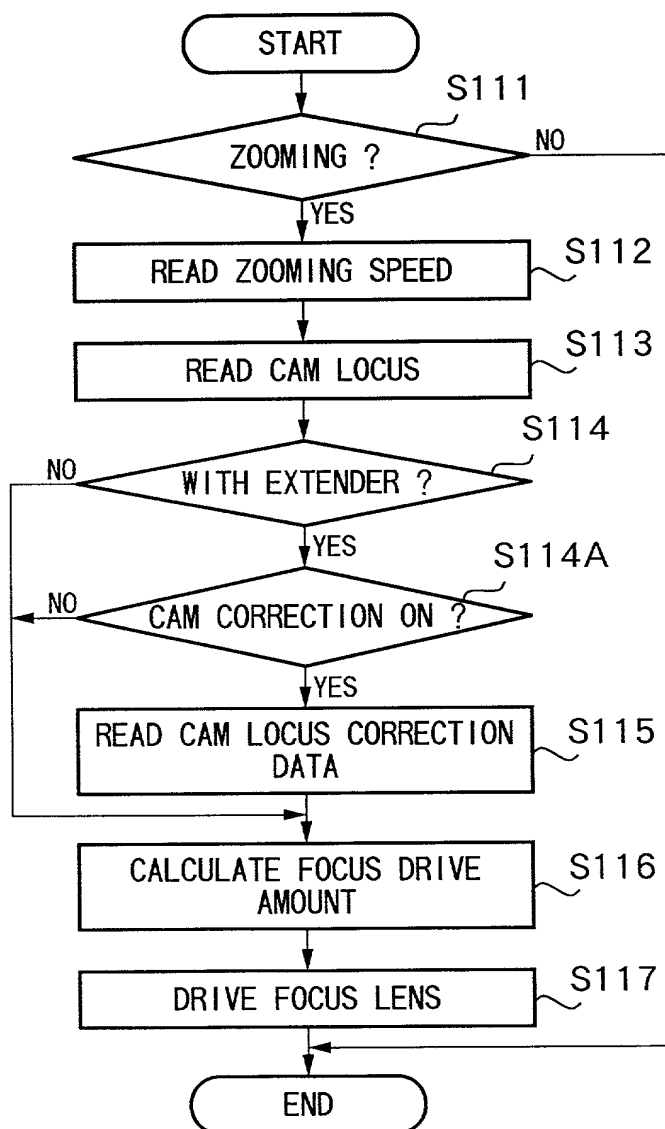 START
S111
ZOOMING ?
NO
YES
READ ZOOMING SPEED
S112
READ CAM LOCUS
S113
S114
NO
WITH EXTENDER ?
YES
S114A
NO
CAM CORRECTION ON ?
YES
READ CAM LOCUS CORRECTION
DATA
S115
CALCULATE FOCUS DRIVE
AMOUNT
S116
DRIVE FOCUS LENS
S117
END